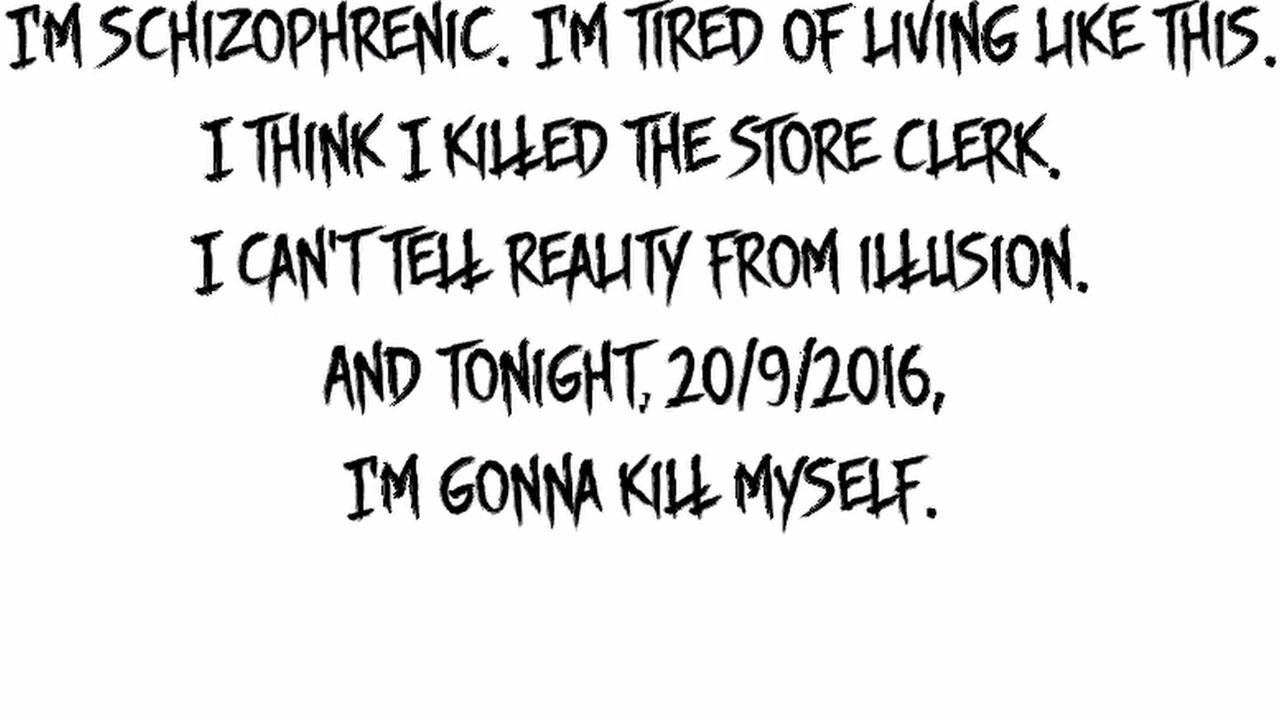 I'M SCHIZOPHRENIC. I'M TIRED OF LIVING LIKE THIS.
I THINK I KILLED THE STORE CLERK.
I CAN'T TELL REALITY FROM ILLUSION.
AND TONIGHT, 20/9/2016,
I'M GONNA KILL MYSELF.